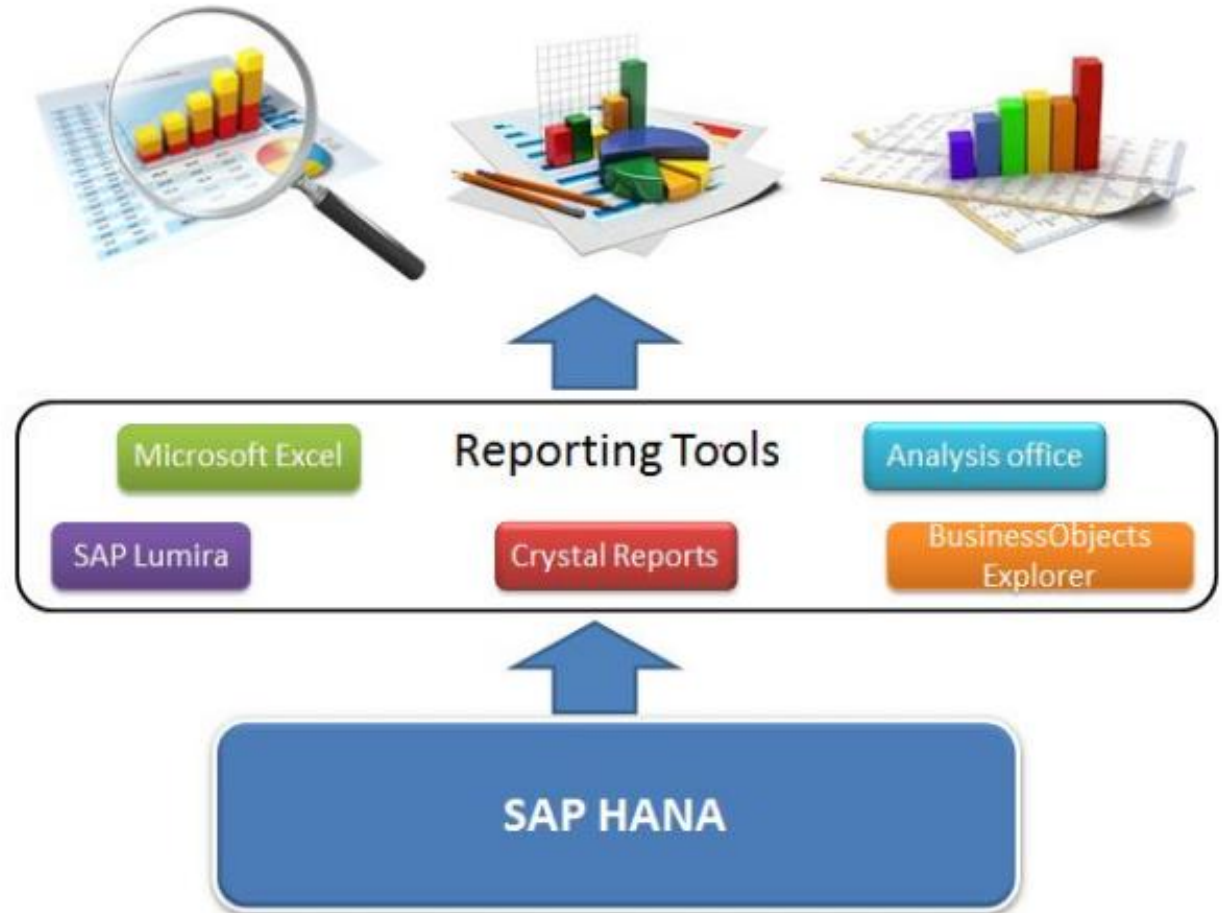 Microsoft Excel
Reporting Tools
Analysis office
SAP Lumira
Crystal Reports
BusinessObjects
Explorer
SAP HANA